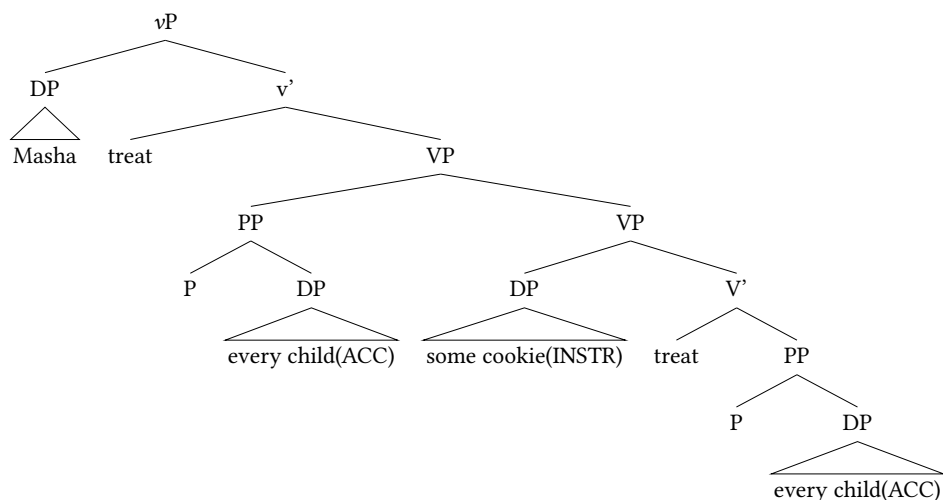 vP
DP v’
Masha treat VP
PP VP
P DP DP V’
every child(ACC) some cookie(INSTR) treat PP
P DP
every child(ACC)